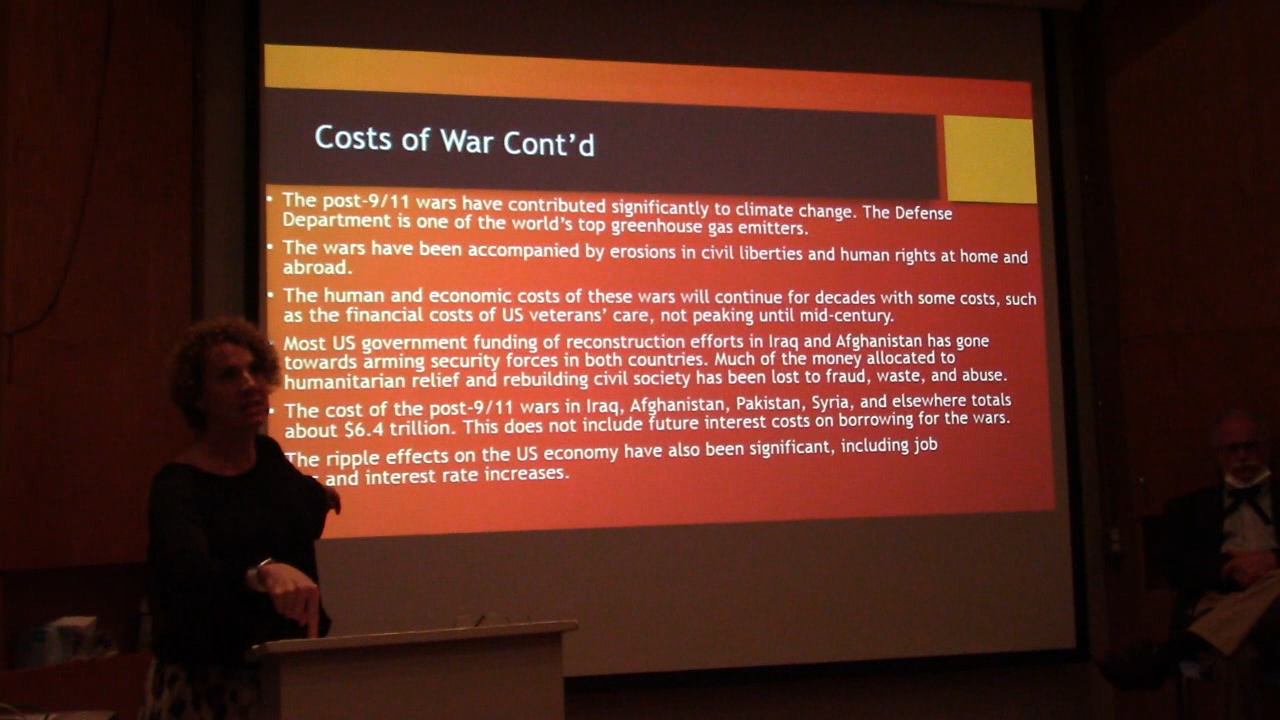 Costs of War Cont'd
• The post-9/11 wars have contributed significantly to climate change. The Defense
Department is one of the world's top greenhouse gas emitters.
• The wars have been accompanied by erosions in civil liberties and human rights at home and
abroad.
• The human and economic costs of these wars will continue for decades with some costs, such
as the financial costs of US veterans' care, not peaking until mid-century.
• Most US government funding of reconstruction efforts in Iraq and Afghanistan has gone
towards arming security forces in both countries. Much of the money allocated to
humanitarian relief and rebuilding civil society has been lost to fraud, waste, and abuse.
• The cost of the post-9/11 wars in Iraq, Afghanistan, Pakistan, Syria, and elsewhere totals
about $6.4 trillion. This does not include future interest costs on borrowing for the wars.
The ripple effects on the US economy have also been significant, including job
and interest rate increases.